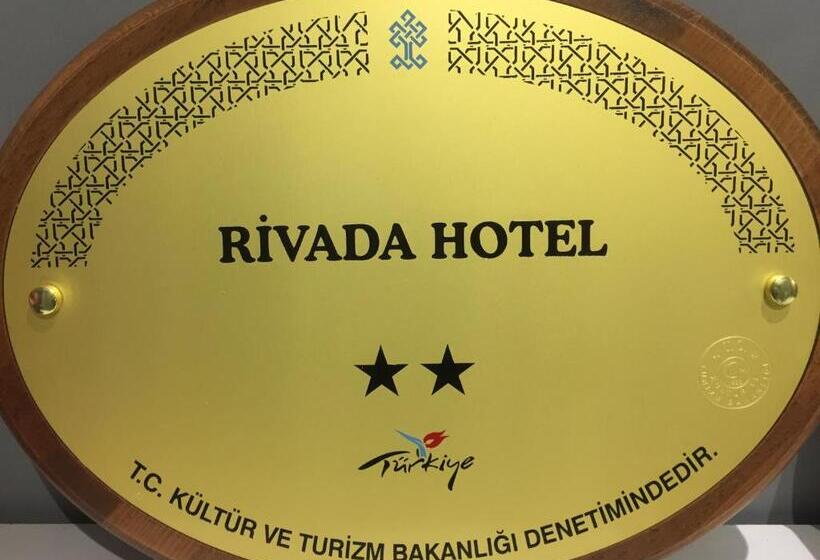 RİVADA HOTEL
Türkiye
T.C. KÜLTÜR VE TURİZM BAKANLIĞI DENETİMİNDEDİR.